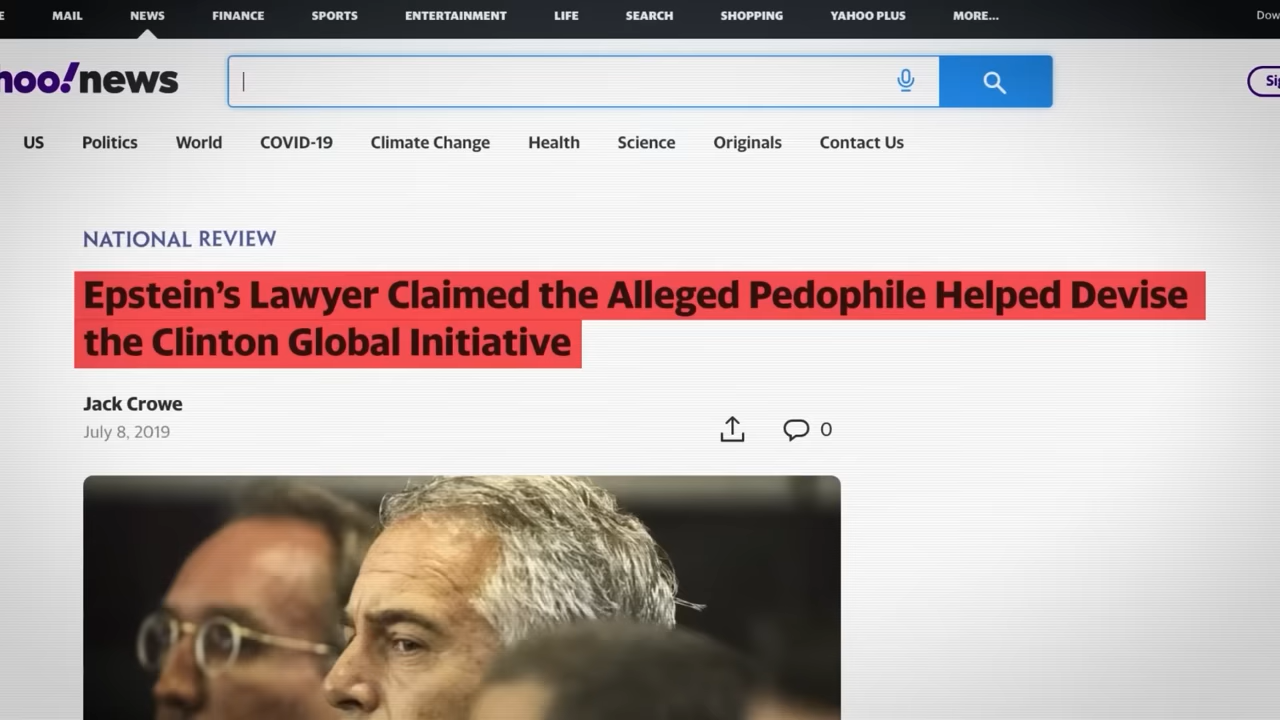 MAIL NEWS FINANCE SPORTS ENTERTAINMENT LIFE SEARCH SHOPPING YAHOO PLUS MORE...
hoo!news
US Politics World COVID-19 Climate Change Health Science Originals Contact Us
NATIONAL REVIEW
Epstein’s Lawyer Claimed the Alleged Pedophile Helped Devise
the Clinton Global Initiative
Jack Crowe
July 8, 2019
0